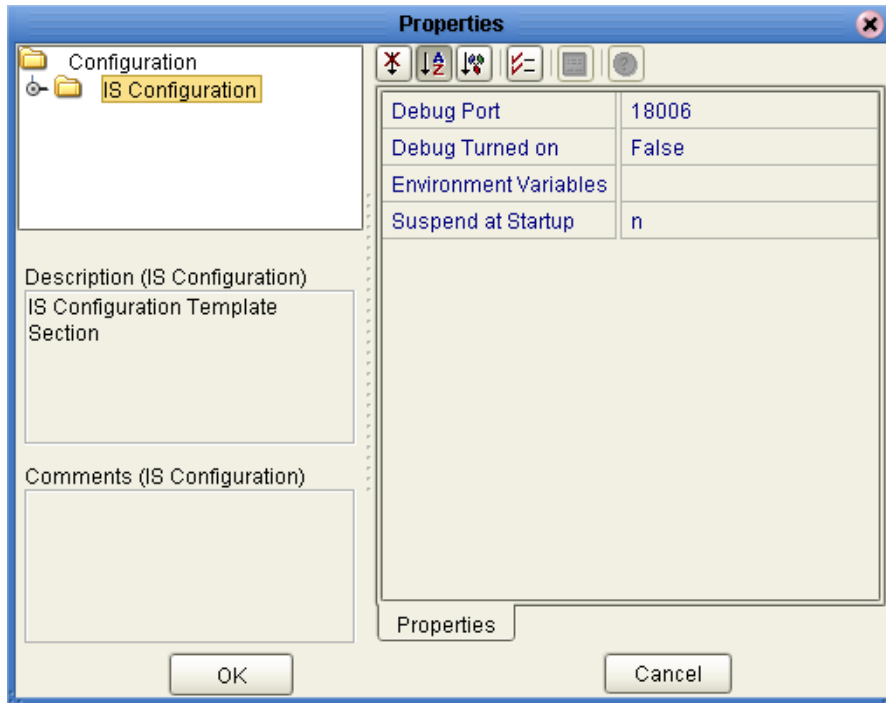 Properties
Configuration
IS Configuration
Description (IS Configuration)
IS Configuration Template
Section
Comments (IS Configuration)
Debug Port 18006
Debug Turned on False
Environment Variables
Suspend at Startup n
Properties
OK
Cancel